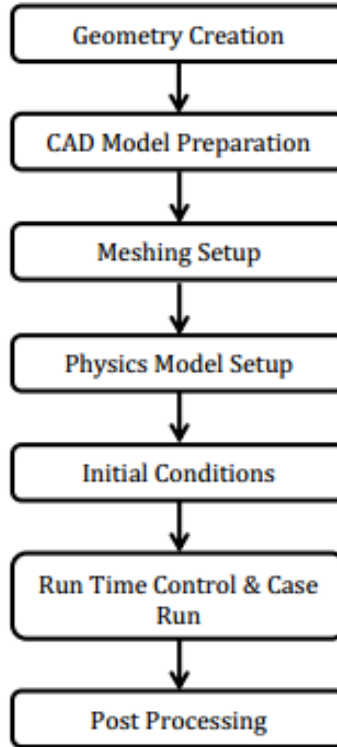 Geometry Creation
CAD Model Preparation
Meshing Setup
Physics Model Setup
Initial Conditions
Run Time Control & Case
Run
Post Processing